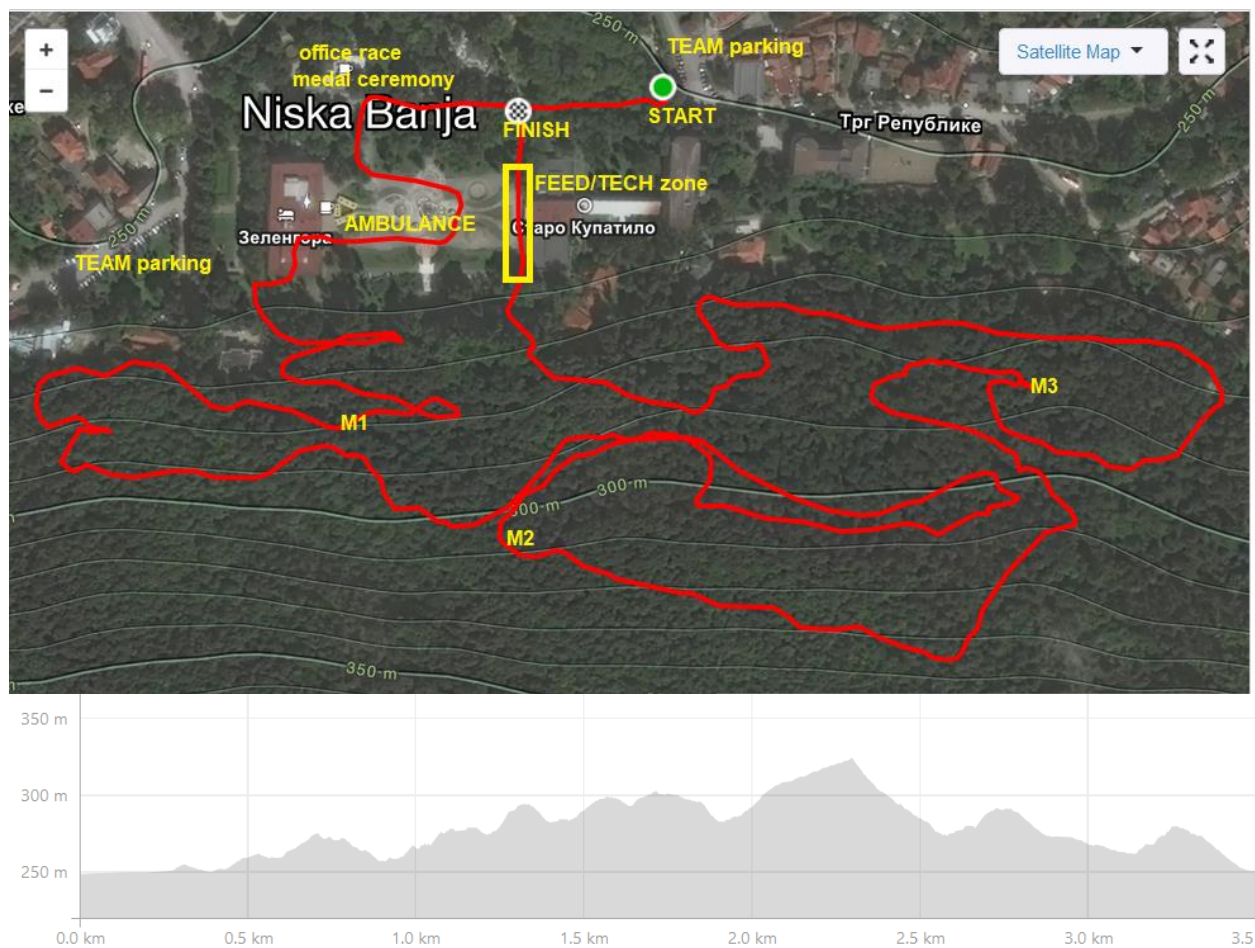 250-m
TEAM parking
Satellite Map
+
−
office race
medal ceremony
Niska Banja
START
FINISH
Трг Републике
250-m
FEED/TECH zone
AMBULANCE
Старо Купатило
Зеленгора
250-m
TEAM parking
M1
M3
300-m
300-m
M2
350-m
350 m
300 m
250 m
0.0 km
0.5 km
1.0 km
1.5 km
2.0 km
2.5 km
3.0 km
3.5